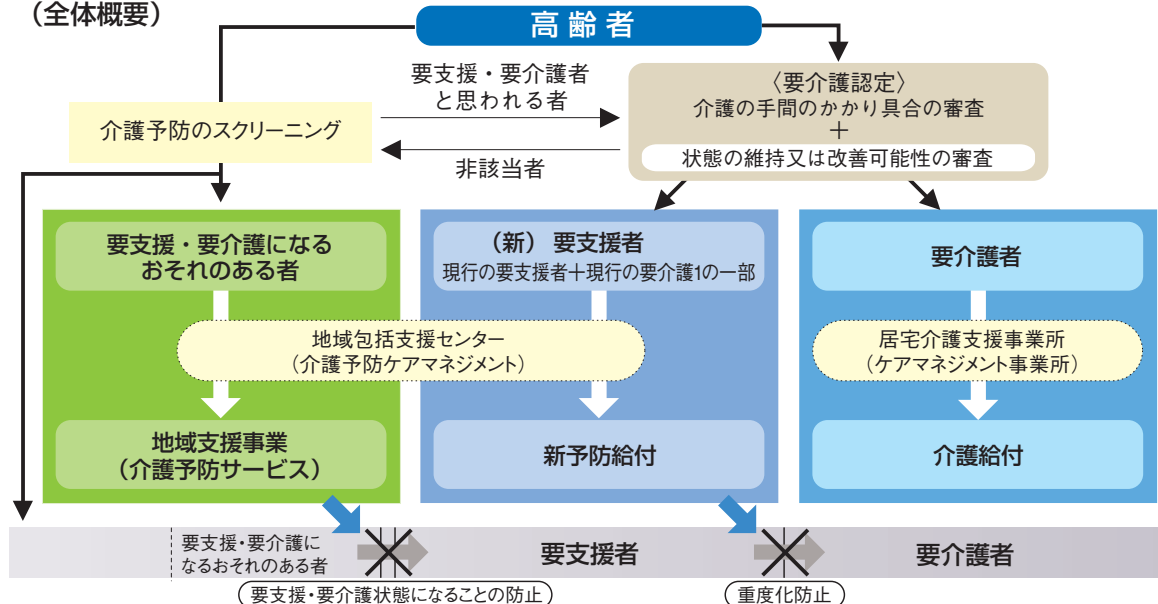 （全体概要）
高齢者
要支援・要介護者
と思われる者
〈要介護認定〉
介護の手間のかかり具合の審査
＋
状態の維持又は改善可能性の審査
介護予防のスクリーニング
非該当者
要支援・要介護になる
おそれのある者
（新）要支援者
現行の要支援者＋現行の要介護1の一部
要介護者
地域包括支援センター
（介護予防ケアマネジメント）
居宅介護支援事業所
（ケアマネジメント事業所）
地域支援事業
（介護予防サービス）
新予防給付
介護給付
要支援・要介護に
なるおそれのある者
要支援者
要介護者
要支援・要介護状態になることの防止
重度化防止